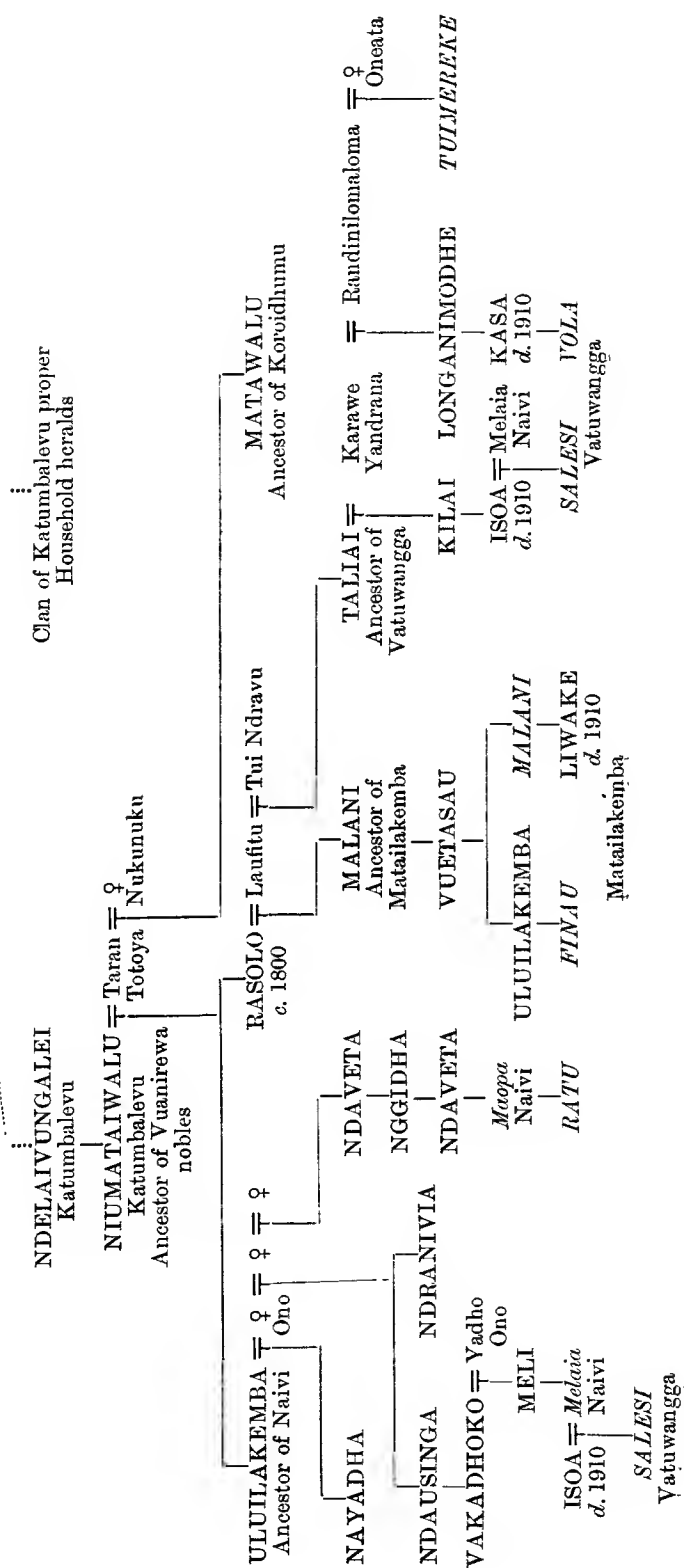 Clan of Katumbalevu proper
Household heralds
NDELAIVUNGALEI
Katumbalevu
NIUMATAIWALU = Taran = ♀
Katumbalevu Totoya Nukunuku
Ancestor of Vuanirewa
nobles
ULUILAKEMBA = ♀ = ♀ = ♀ RASOLO = Laufitu = Tui Ndravu MATAWALU
Ancestor of Naivi Ono c. 1800 Ancestor of Koroidhumu
NAYADHA NDAVETA MALANI TALIAI = Karawe = Randinilomaloma = ♀
Ancestor of Ancestor of Yandrana Oneata
Matailakemba Vatuwangga
NDAUSINGA NDRANIVIA NGGIDHA VUETASAU KILAI LONGANIMODHE TUIMEREKE
VAKADHOKO = Yadho NDAVETA
Ono
MELI Maopa ULUILAKEMBA MALANI ISOA = Melaia KASA
Naivi d. 1910 Naivi d. 1910
ISOA = Melaia RATU FINAU LIWAKE SALESI VOLA
d. 1910 Naivi d. 1910 Vatuwangga
SALESI Matailakemba
Vatuwangga